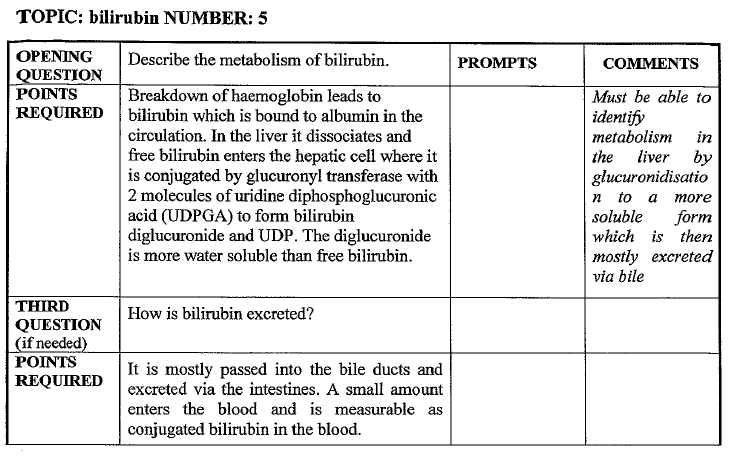 TOPIC: bilirubin NUMBER: 5
OPENING QUESTION
Describe the metabolism of bilirubin.
PROMPTS
COMMENTS
POINTS REQUIRED
Breakdown of haemoglobin leads to
bilirubin which is bound to albumin in the
circulation. In the liver it dissociates and
free bilirubin enters the hepatic cell where it
is conjugated by glucuronyl transferase with
2 molecules of uridine diphosphoglucuronic
acid (UDPGA) to form bilirubin
diglucuronide and UDP. The diglucuronide
is more water soluble than free bilirubin.
Must be able to
identify
metabolism in
the liver by
glucuronidisatio
n to a more
soluble form
which is then
mostly excreted
via bile
THIRD
QUESTION
(if needed)
How is bilirubin excreted?
POINTS
REQUIRED
It is mostly passed into the bile ducts and
excreted via the intestines. A small amount
enters the blood and is measurable as
conjugated bilirubin in the blood.